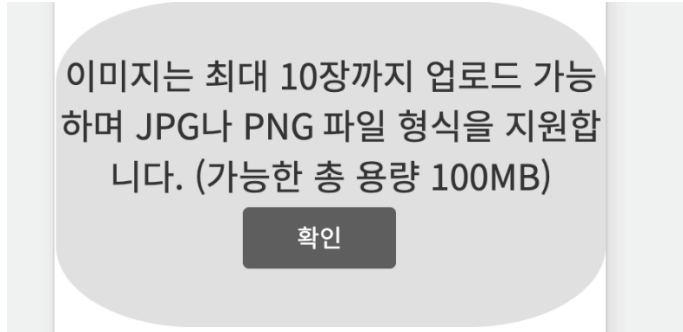 이미지는 최대 10장까지 업로드 가능
하며 JPG나 PNG 파일 형식을 지원합
니다. (가능한 총 용량 100MB)
확인